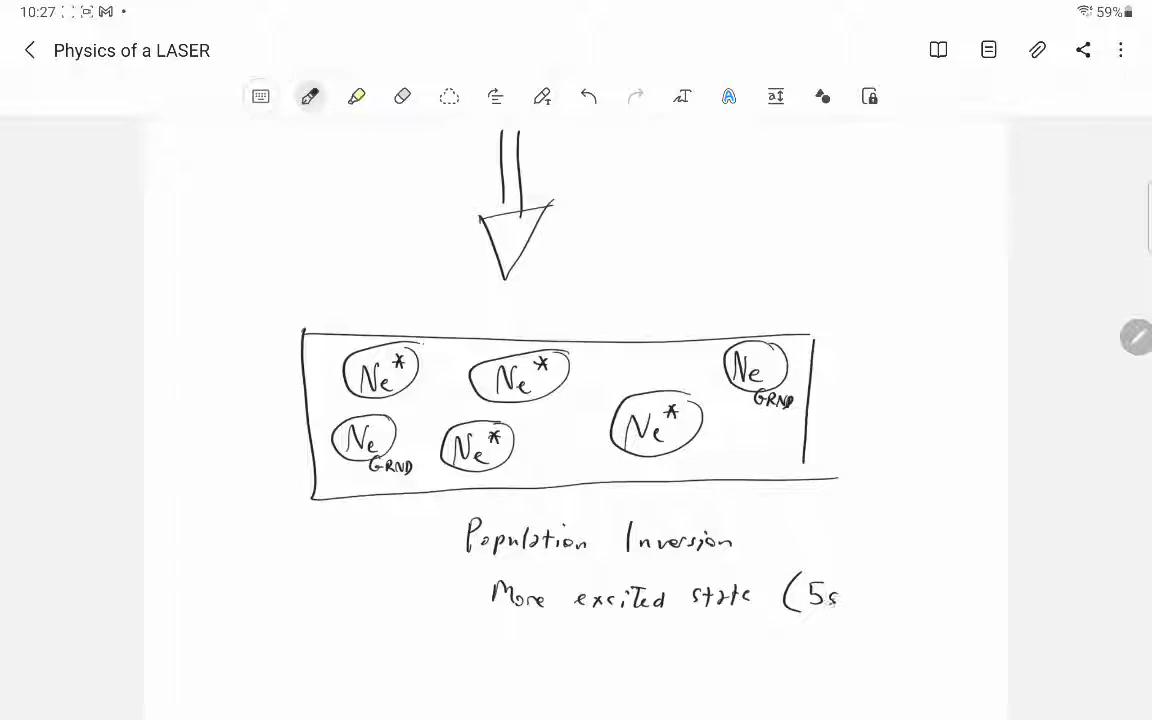 10:27 59%
Physics of a LASER
Ne* Ne* Ne GRND
Ne GRND Ne* Ne*
Population Inversion
More excited state (5s